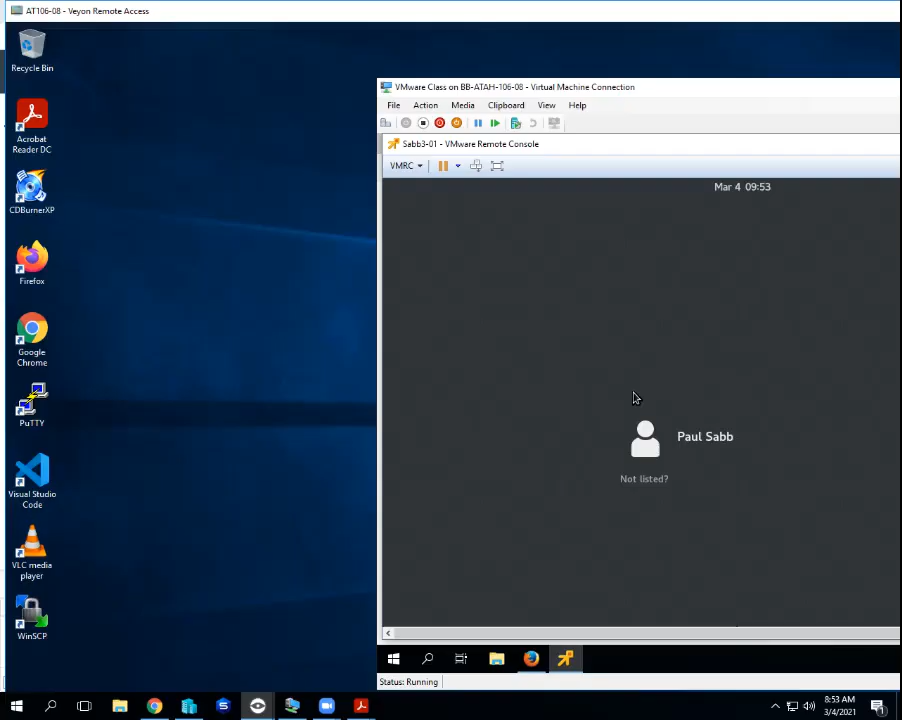 AT106-08 - Veyon Remote Access
Recycle Bin
Acrobat
Reader DC
CDBurnerXP
Firefox
Google
Chrome
PuTTY
Visual Studio
Code
VLC media
player
WinSCP
VMware Class on BB-ATAH-106-08 - Virtual Machine Connection
File Action Media Clipboard View Help
Sabb3-01 - VMware Remote Console
VMRC
Mar 4 09:53
Paul Sabb
Not listed?
Status: Running
8:53 AM
3/4/2021
1